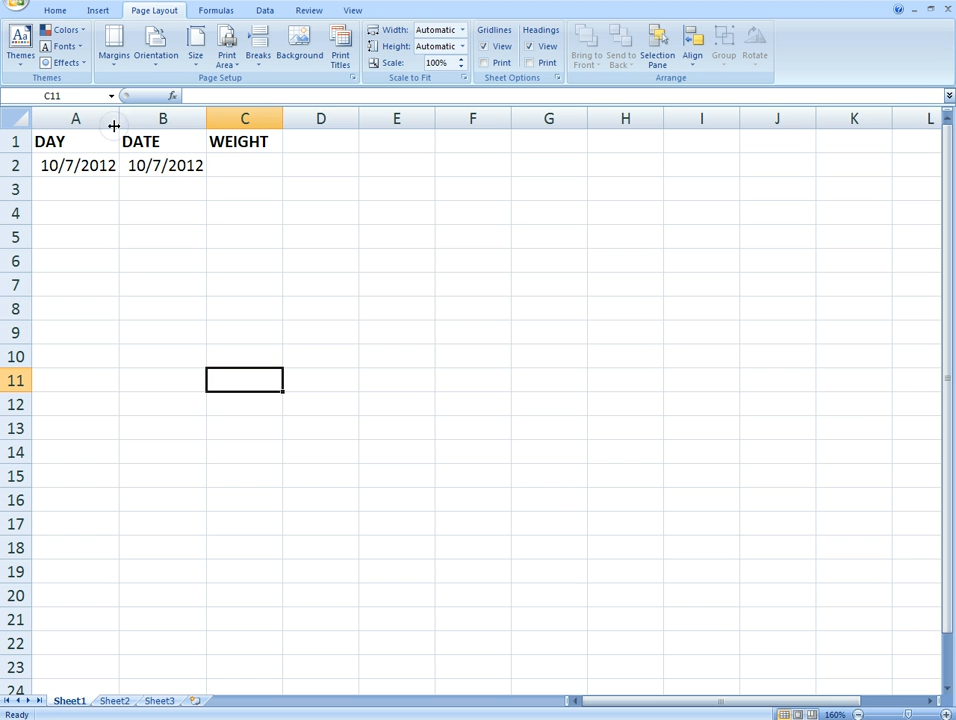 Home Insert Page Layout Formulas Data Review View
Aa Themes Colors Fonts Effects Margins Orientation Size Print Area Breaks Background Print Titles Width: Automatic Height: Automatic Scale: 100% Gridlines View Print Headings View Print Bring to Front Send to Back Selection Pane Align Group Rotate
Themes Page Setup Scale to Fit Sheet Options Arrange
C11 fx
A B C D E F G H I J K L
1 DAY DATE WEIGHT
2 10/7/2012 10/7/2012
3
4
5
6
7
8
9
10
11
12
13
14
15
16
17
18
19
20
21
22
23
24
Sheet1 Sheet2 Sheet3
Ready 160%